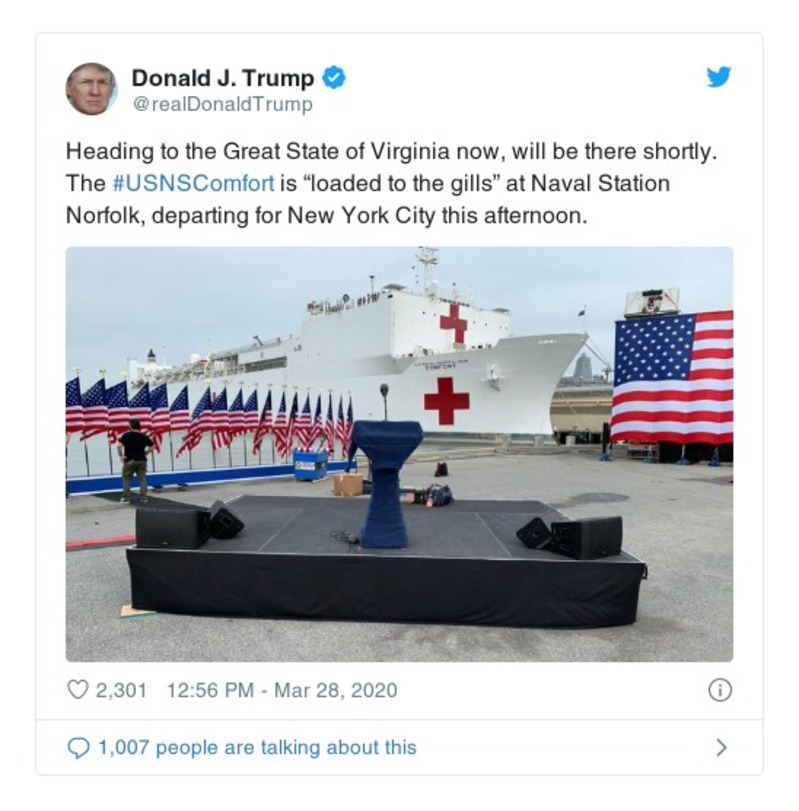 Donald J. Trump
@realDonaldTrump
Heading to the Great State of Virginia now, will be there shortly.
The #USNSComfort is “loaded to the gills” at Naval Station
Norfolk, departing for New York City this afternoon.
COMFORT
2,301 12:56 PM - Mar 28, 2020
1,007 people are talking about this